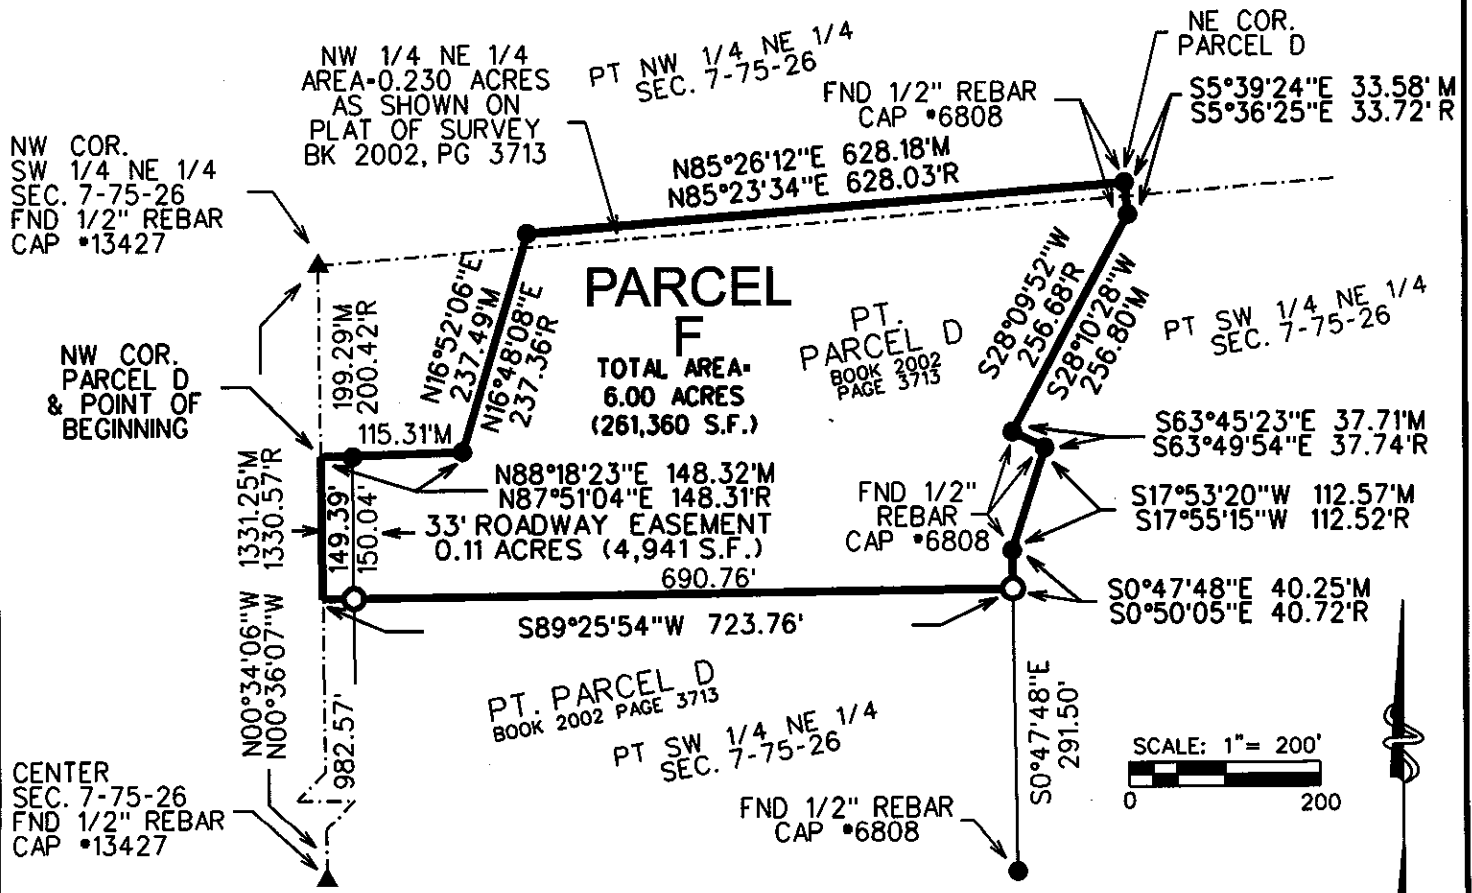 NW 1/4 NE 1/4
AREA=0.230 ACRES
AS SHOWN ON
PLAT OF SURVEY
BK 2002, PG 3713
PT NW 1/4 NE 1/4
SEC. 7-75-26
NE COR.
PARCEL D
FND 1/2" REBAR
CAP #6808
S5°39'24"E 33.58' M
S5°36'25"E 33.72' R
NW COR.
SW 1/4 NE 1/4
SEC. 7-75-26
FND 1/2" REBAR
CAP #13427
N85°26'12"E 628.18'M
N85°23'34"E 628.03'R
PARCEL
F
TOTAL AREA=
6.00 ACRES
(261,360 S.F.)
N16°52'06"E
237.49'M
N16°48'08"E
237.36'R
199.29'M
200.42'R
NW COR.
PARCEL D
& POINT OF
BEGINNING
PT.
PARCEL D
BOOK 2002
PAGE 3713
S28°09'52"W
256.68'R
S28°10'28"W
256.80'M
PT SW 1/4 NE 1/4
SEC. 7-75-26
115.31'M
S63°45'23"E 37.71'M
S63°49'54"E 37.74'R
N88°18'23"E 148.32'M
N87°51'04"E 148.31'R
33' ROADWAY EASEMENT
0.11 ACRES (4,941 S.F.)
149.39'
150.04'
1331.25'M
1330.57'R
FND 1/2"
REBAR
CAP #6808
S17°53'20"W 112.57'M
S17°55'15"W 112.52'R
690.76'
S89°25'54"W 723.76'
S0°47'48"E 40.25'M
S0°50'05"E 40.72'R
N00°34'06"W
N00°36'07"W
982.57'
PT. PARCEL D
BOOK 2002 PAGE 3713
PT SW 1/4 NE 1/4
SEC. 7-75-26
S0°47'48"E
291.50'
SCALE: 1"= 200'
0 200
CENTER
SEC. 7-75-26
FND 1/2" REBAR
CAP #13427
FND 1/2" REBAR
CAP #6808